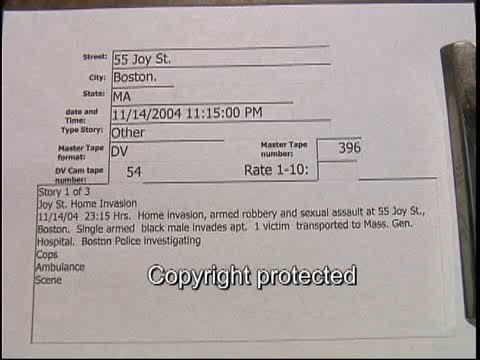 Street: 55 Joy St.
City: Boston.
State: MA
date and Time: 11/14/2004 11:15:00 PM
Type Story: Other
Master Tape format: DV Master Tape number: 396
DV Cam tape number: 54 Rate 1-10:
Story 1 of 3
Joy St. Home Invasion
11/14/04 23:15 Hrs. Home invasion, armed robbery and sexual assault at 55 Joy St.,
Boston. Single armed black male invades apt. 1 victim transported to Mass. Gen.
Hospital. Boston Police investigating
Cops
Ambulance
Scene
Copyright protected